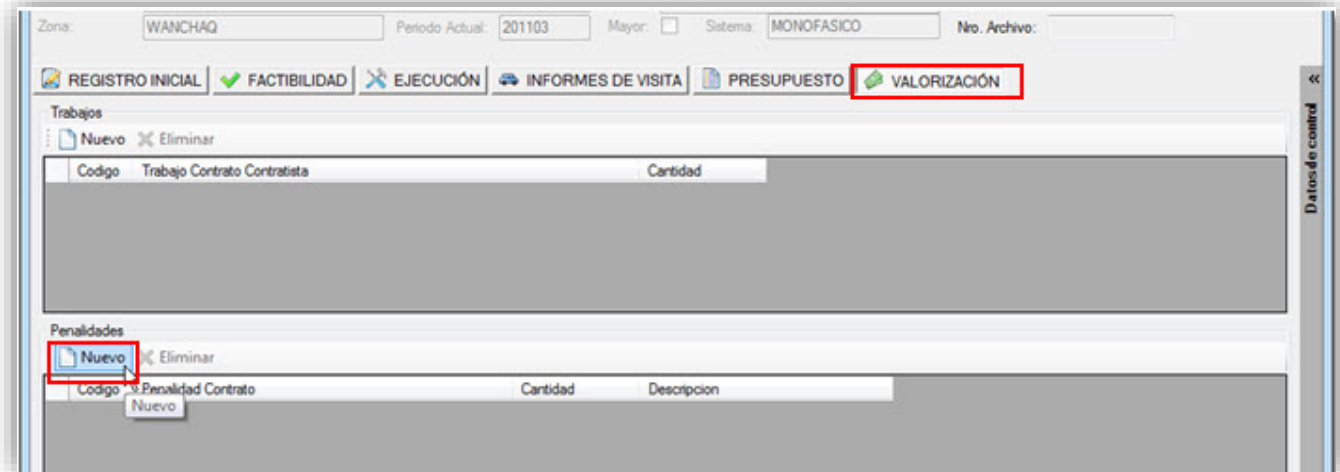 Zona: WANCHAQ Periodo Actual: 201103 Mayor: Sistema: MONOFASICO Nro. Archivo:
REGISTRO INICIAL FACTIBILIDAD EJECUCIÓN INFORMES DE VISITA PRESUPUESTO VALORIZACIÓN «
Datos de control
Trabajos
Nuevo Eliminar
Codigo Trabajo Contrato Contratista Cantidad
Penalidades
Nuevo Eliminar
Codigo Penalidad Contrato Cantidad Descripcion
Nuevo